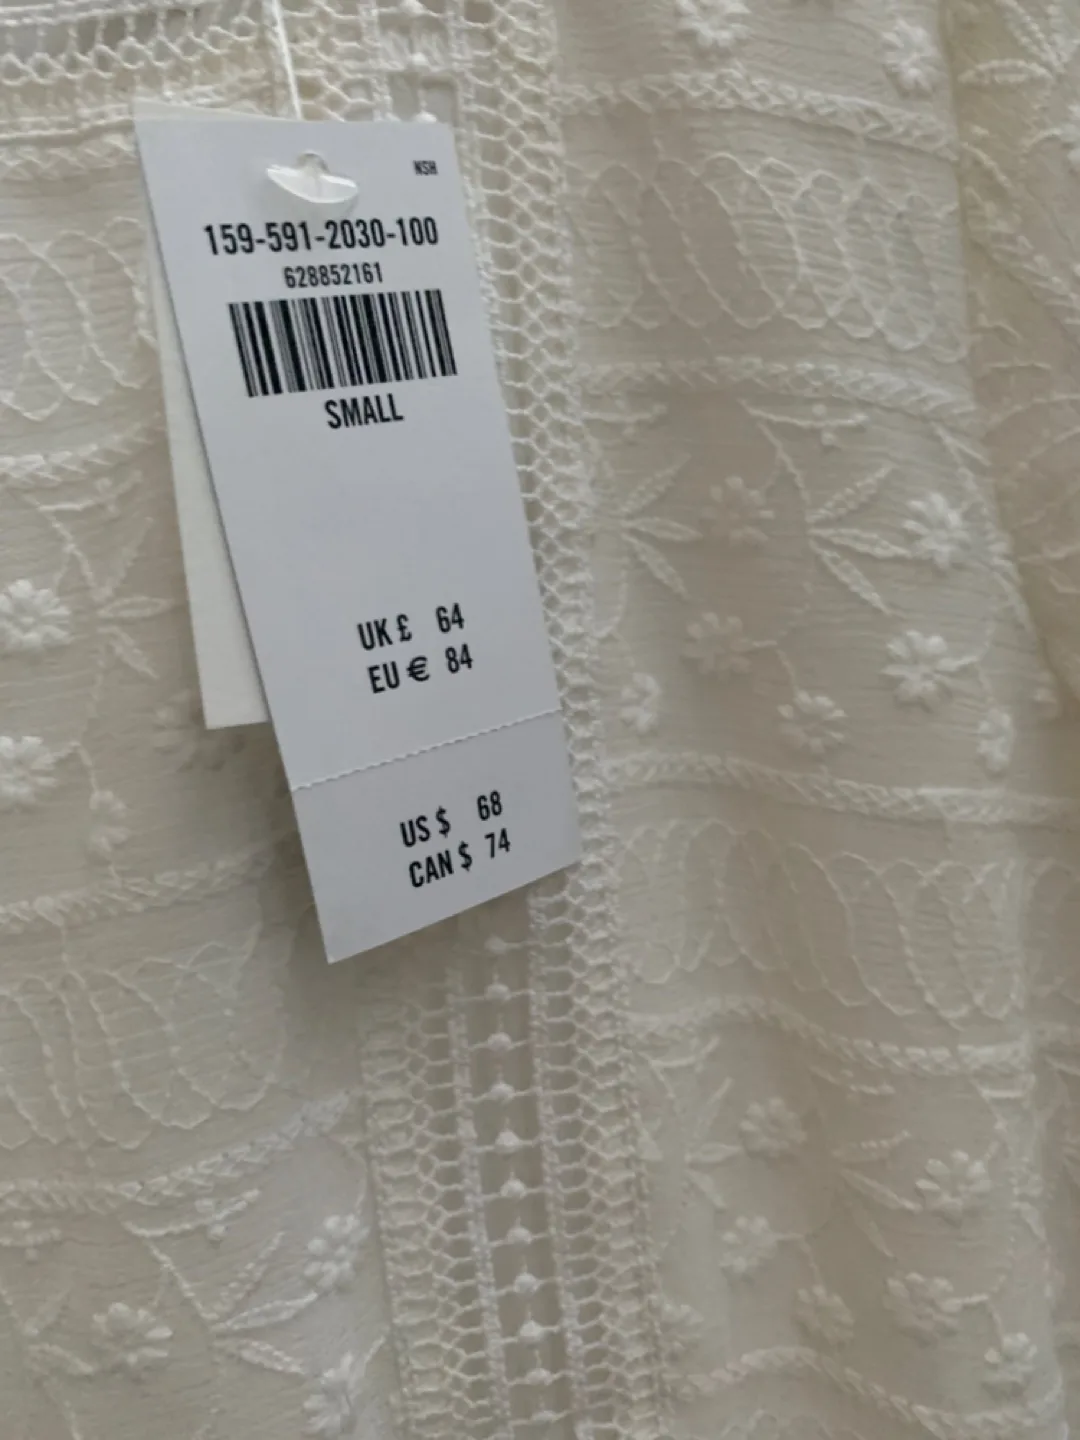 NSH
159-591-2030-100
628852161
SMALL
UK £ 64
EU € 84
US $ 68
CAN $ 74